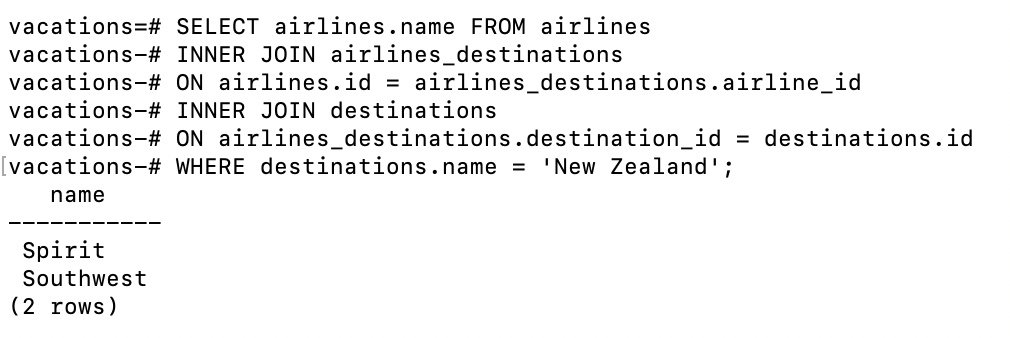 vacations=# SELECT airlines.name FROM airlines
vacations-# INNER JOIN airlines_destinations
vacations-# ON airlines.id = airlines_destinations.airline_id
vacations-# INNER JOIN destinations
vacations-# ON airlines_destinations.destination_id = destinations.id
[vacations-# WHERE destinations.name = 'New Zealand';
   name
-----------
 Spirit
 Southwest
(2 rows)